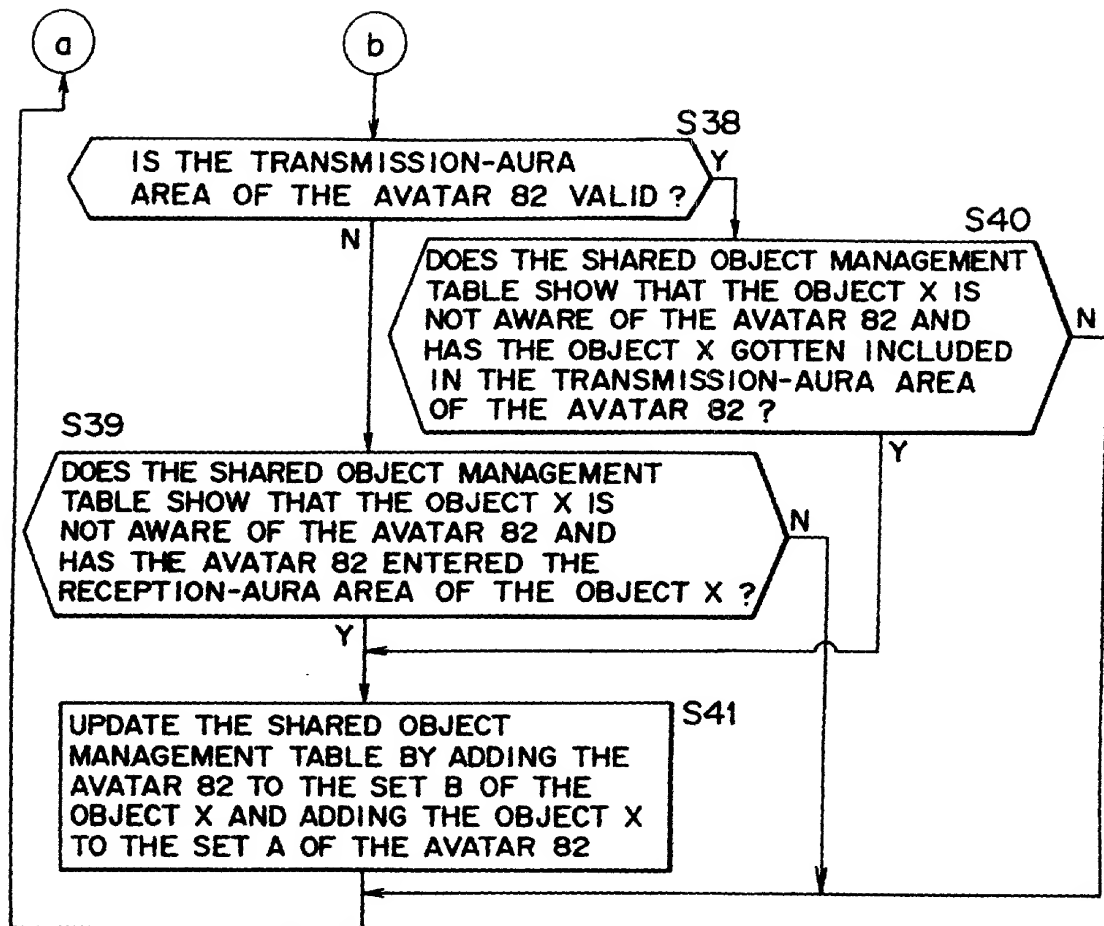 a
b
S38
IS THE TRANSMISSION-AURA
AREA OF THE AVATAR 82 VALID ?
Y
N
S40
DOES THE SHARED OBJECT MANAGEMENT
TABLE SHOW THAT THE OBJECT X IS
NOT AWARE OF THE AVATAR 82 AND
HAS THE OBJECT X GOTTEN INCLUDED
IN THE TRANSMISSION-AURA AREA
OF THE AVATAR 82 ?
N
Y
S39
DOES THE SHARED OBJECT MANAGEMENT
TABLE SHOW THAT THE OBJECT X IS
NOT AWARE OF THE AVATAR 82 AND
HAS THE AVATAR 82 ENTERED THE
RECEPTION-AURA AREA OF THE OBJECT X ?
N
Y
S41
UPDATE THE SHARED OBJECT
MANAGEMENT TABLE BY ADDING THE
AVATAR 82 TO THE SET B OF THE
OBJECT X AND ADDING THE OBJECT X
TO THE SET A OF THE AVATAR 82